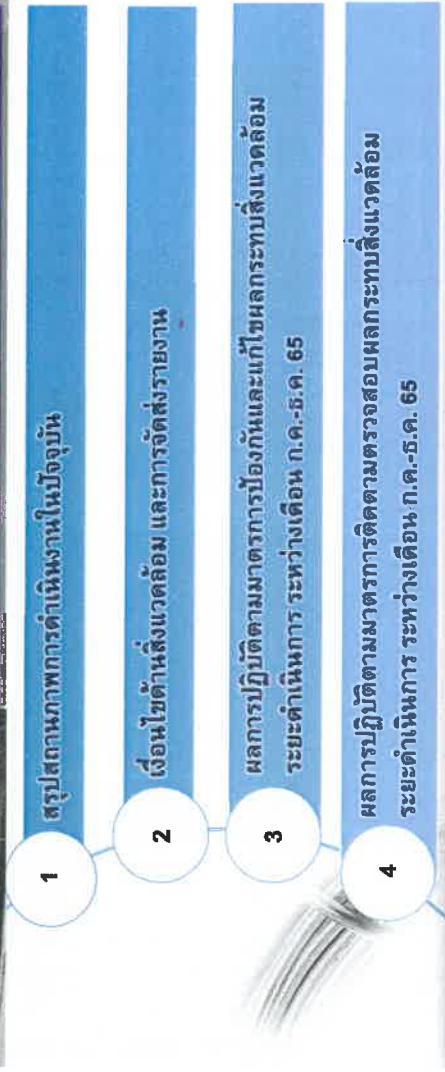 1
สรุปสถานภาพการดำเนินงานในปัจจุบัน
2
เงื่อนไขด้านสิ่งแวดล้อม และการจัดส่งรายงาน
3
ผลการปฏิบัติตามมาตรการป้องกันและแก้ไขผลกระทบสิ่งแวดล้อม
ระยะดำเนินการ ระหว่างเดือน ก.ค.-ธ.ค. 65
4
ผลการปฏิบัติตามมาตรการติดตามตรวจสอบผลกระทบสิ่งแวดล้อม
ระยะดำเนินการ ระหว่างเดือน ก.ค.-ธ.ค. 65